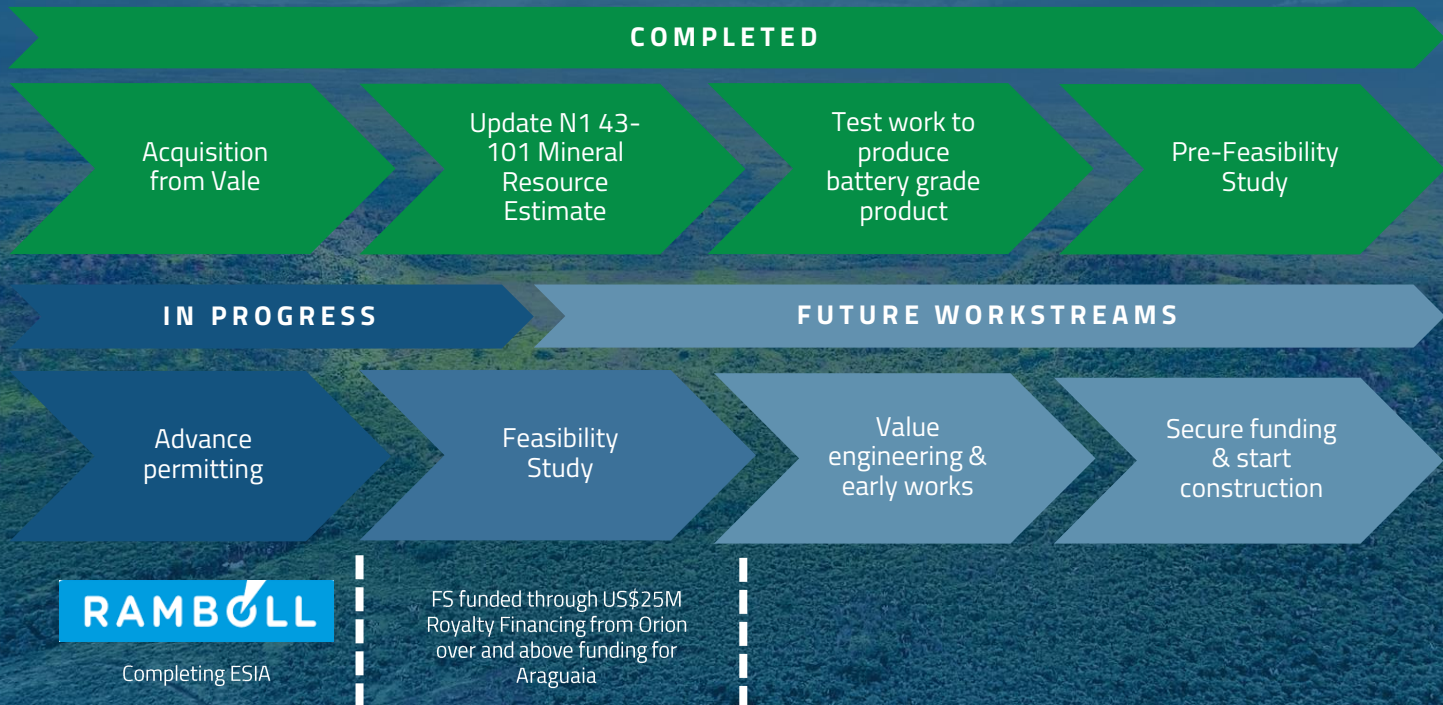 COMPLETED
Acquisition
from Vale
Update N1 43-
101 Mineral
Resource
Estimate
Test work to
produce
battery grade
product
Pre-Feasibility
Study
IN PROGRESS
FUTURE WORKSTREAMS
Advance
permitting
Feasibility
Study
Value
engineering &
early works
Secure funding
& start
construction
RAMBOLL
Completing ESIA
FS funded through US$25M
Royalty Financing from Orion
over and above funding for
Araguaia